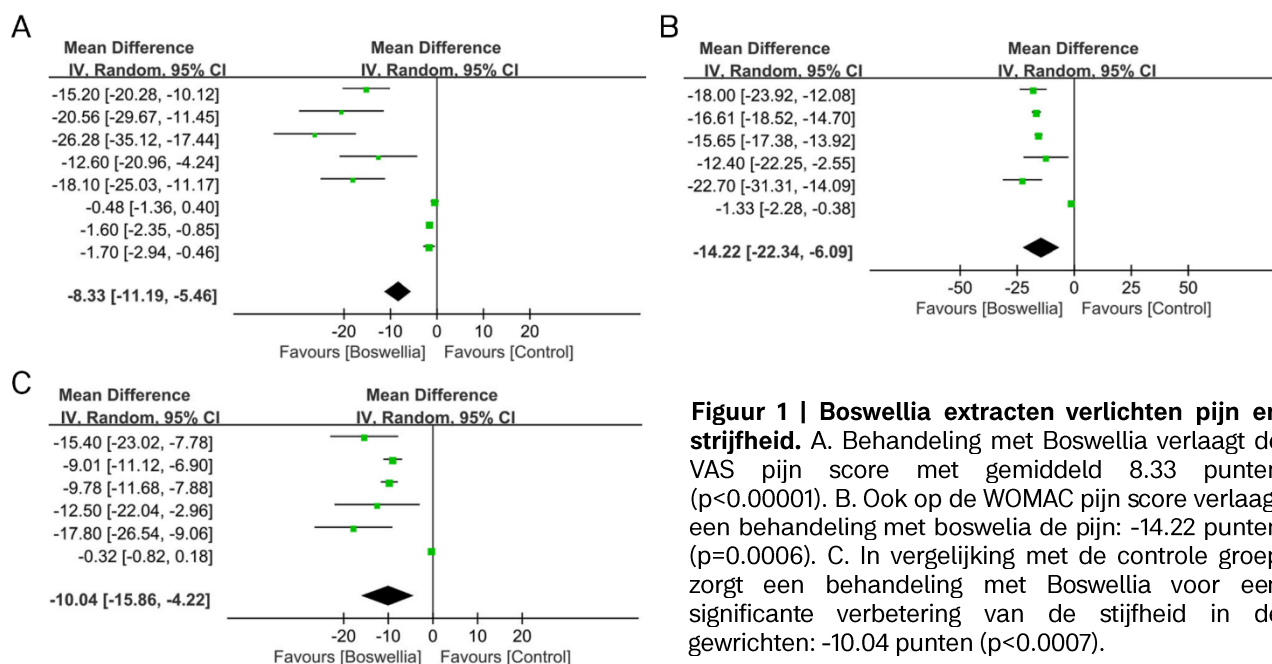 A
Mean Difference Mean Difference
IV, Random, 95% CI IV, Random, 95% CI
-15.20 [-20.28, -10.12]
-20.56 [-29.67, -11.45]
-26.28 [-35.12, -17.44]
-12.60 [-20.96, -4.24]
-18.10 [-25.03, -11.17]
-0.48 [-1.36, 0.40]
-1.60 [-2.35, -0.85]
-1.70 [-2.94, -0.46]
-8.33 [-11.19, -5.46]
-20 -10 0 10 20
Favours [Boswellia] Favours [Control]
B
Mean Difference Mean Difference
IV, Random, 95% CI IV, Random, 95% CI
-18.00 [-23.92, -12.08]
-16.61 [-18.52, -14.70]
-15.65 [-17.38, -13.92]
-12.40 [-22.25, -2.55]
-22.70 [-31.31, -14.09]
-1.33 [-2.28, -0.38]
-14.22 [-22.34, -6.09]
-50 -25 0 25 50
Favours [Boswellia] Favours [Control]
C
Mean Difference Mean Difference
IV, Random, 95% CI IV, Random, 95% CI
-15.40 [-23.02, -7.78]
-9.01 [-11.12, -6.90]
-9.78 [-11.68, -7.88]
-12.50 [-22.04, -2.96]
-17.80 [-26.54, -9.06]
-0.32 [-0.82, 0.18]
-10.04 [-15.86, -4.22]
-20 -10 0 10 20
Favours [Boswellia] Favours [Control]
Figuur 1 | Boswellia extracten verlichten pijn en
strijfheid. A. Behandeling met Boswellia verlaagt de
VAS pijn score met gemiddeld 8.33 punten
(p<0.00001). B. Ook op de WOMAC pijn score verlaag
een behandeling met boswelia de pijn: -14.22 punten
(p=0.0006). C. In vergelijking met de controle groep
zorgt een behandeling met Boswellia voor een
significante verbetering van de stijfheid in de
gewrichten: -10.04 punten (p<0.0007).